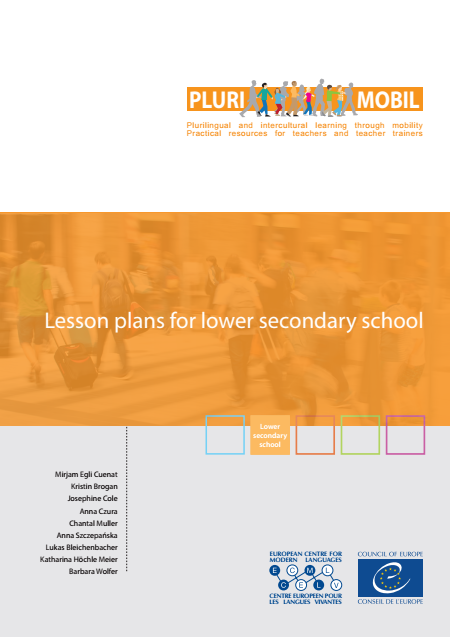 PLURI MOBIL
Plurilingual and intercultural learning through mobility
Practical resources for teachers and teacher trainers
Lesson plans for lower secondary school
Lower
secondary
school
Mirjam Egli Cuenat
Kristin Brogan
Josephine Cole
Anna Czura
Chantal Muller
Anna Szczepańska
Lukas Bleichenbacher
Katharina Höchle Meier
Barbara Wolfer
EUROPEAN CENTRE FOR
MODERN LANGUAGES
E C M L
C E L V
CENTRE EUROPEEN POUR
LES LANGUES VIVANTES
COUNCIL OF EUROPE
CONSEIL DE L'EUROPE